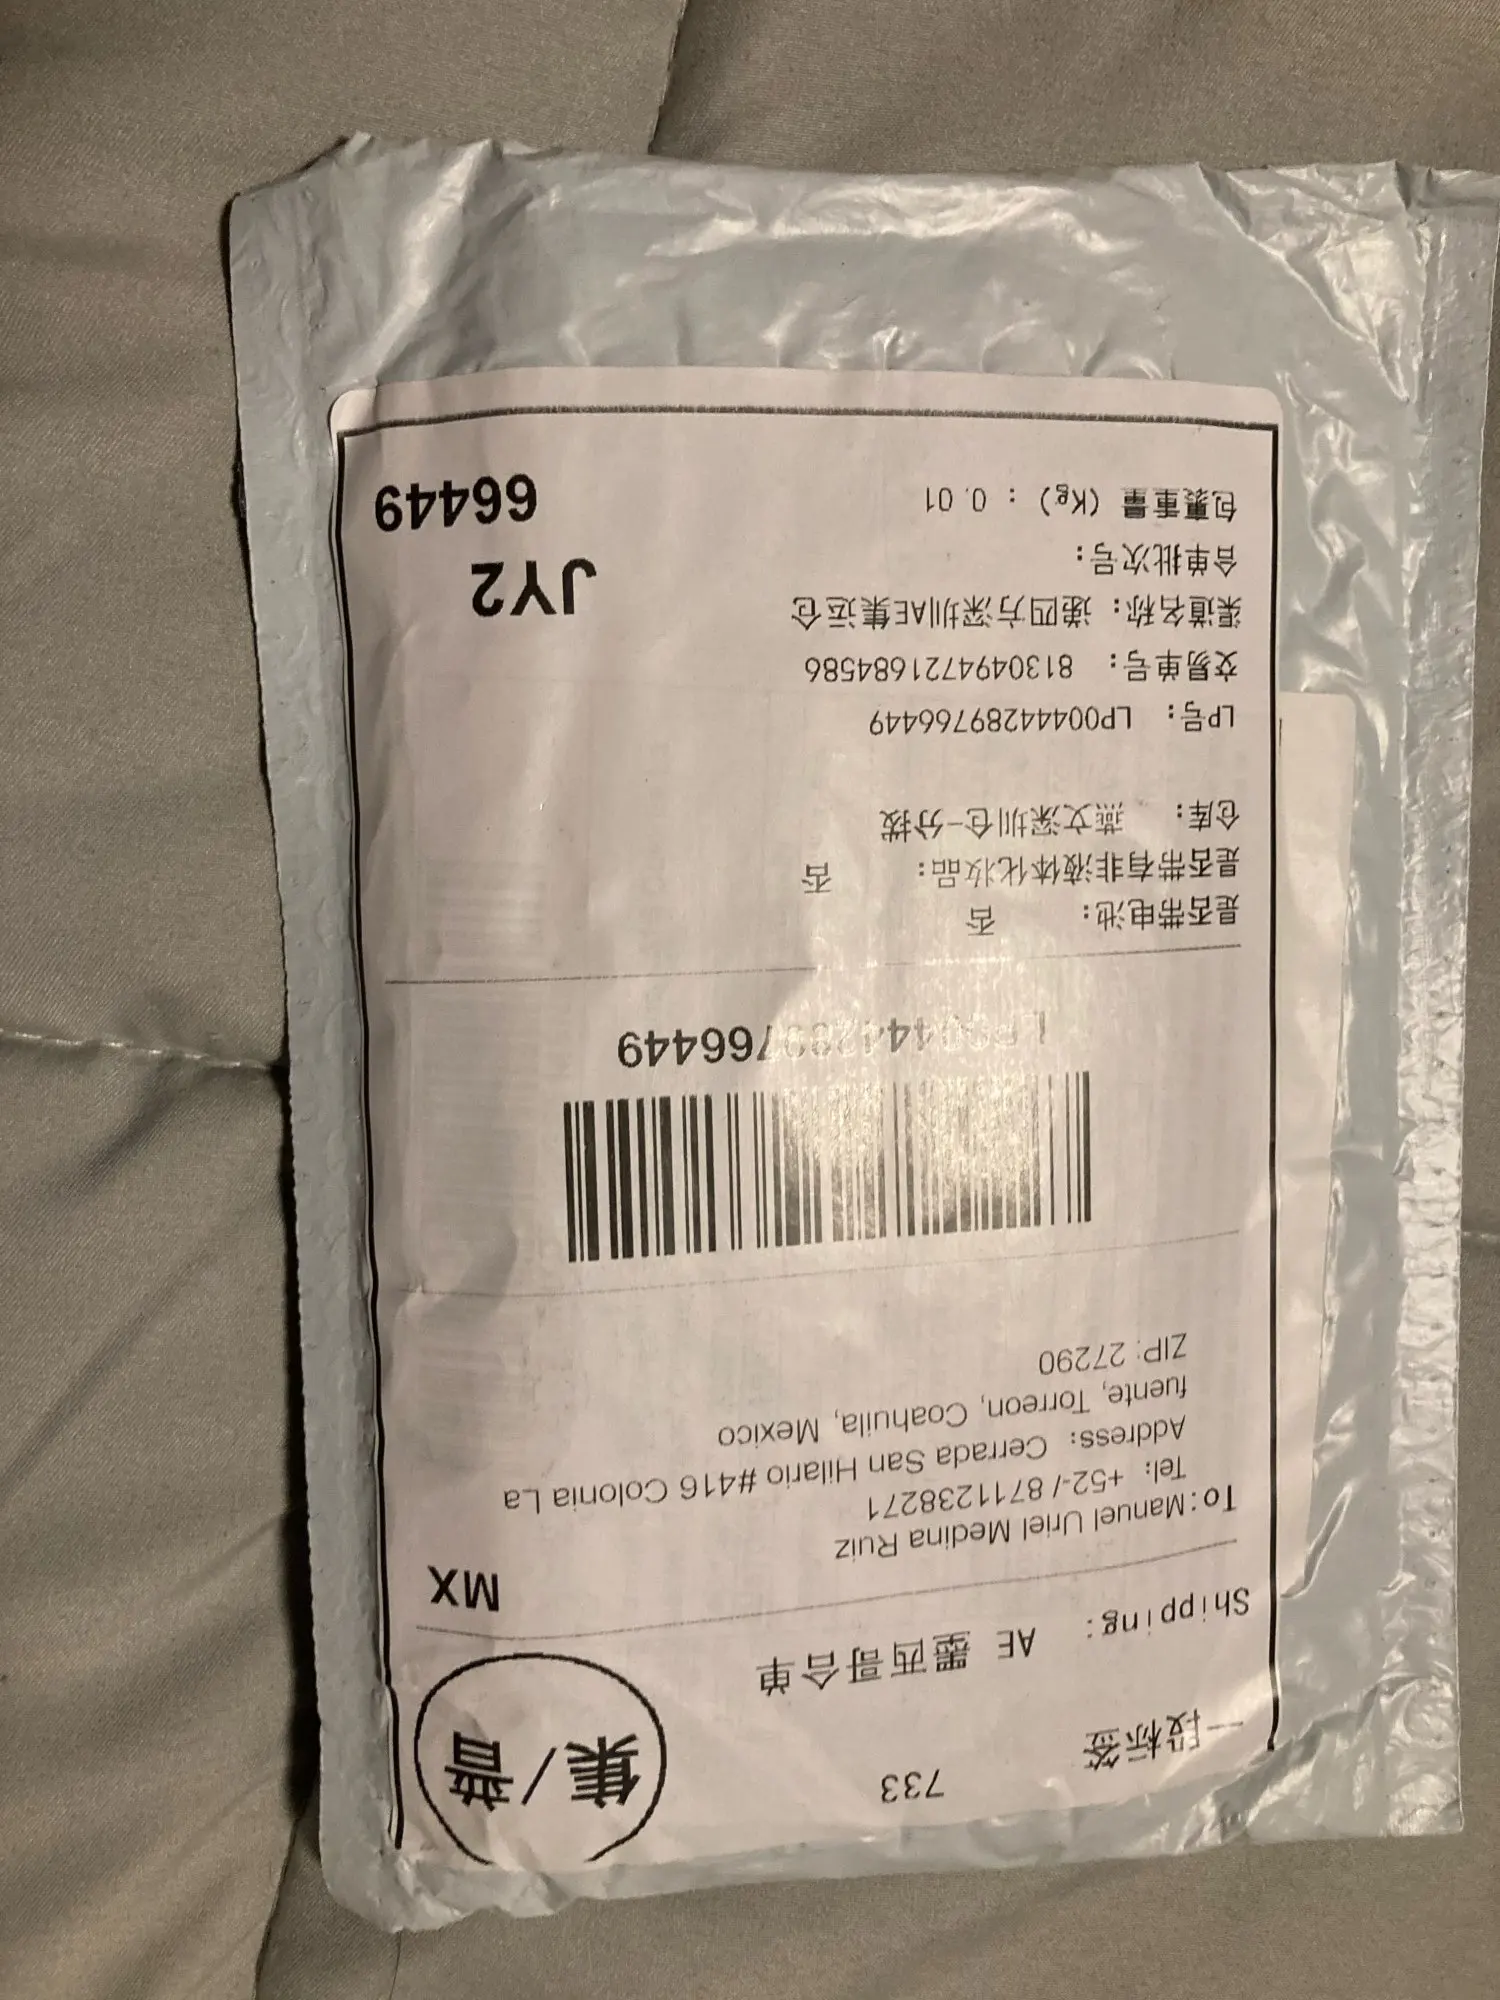 733
一段标签
集/普
Shipping: AE 墨西哥合单
MX
To:Manuel Uriel Medina Ruiz
Tel: +52-/ 8711238271
Address: Cerrada San Hilario #416 Colonia La
fuente, Torreon, Coahuila, Mexico
ZIP: 27290
LP00444289766449
是否带电池: 否
是否带有非液体化妆品: 否
仓库: 燕文深圳仓-分拨
LP号: LP00444289766449
交易单号: 8130494721684586
渠道名称: 递四方深圳AE集运仓
合单批次号:
包裹重量 (Kg) : 0.01
JY2
66449